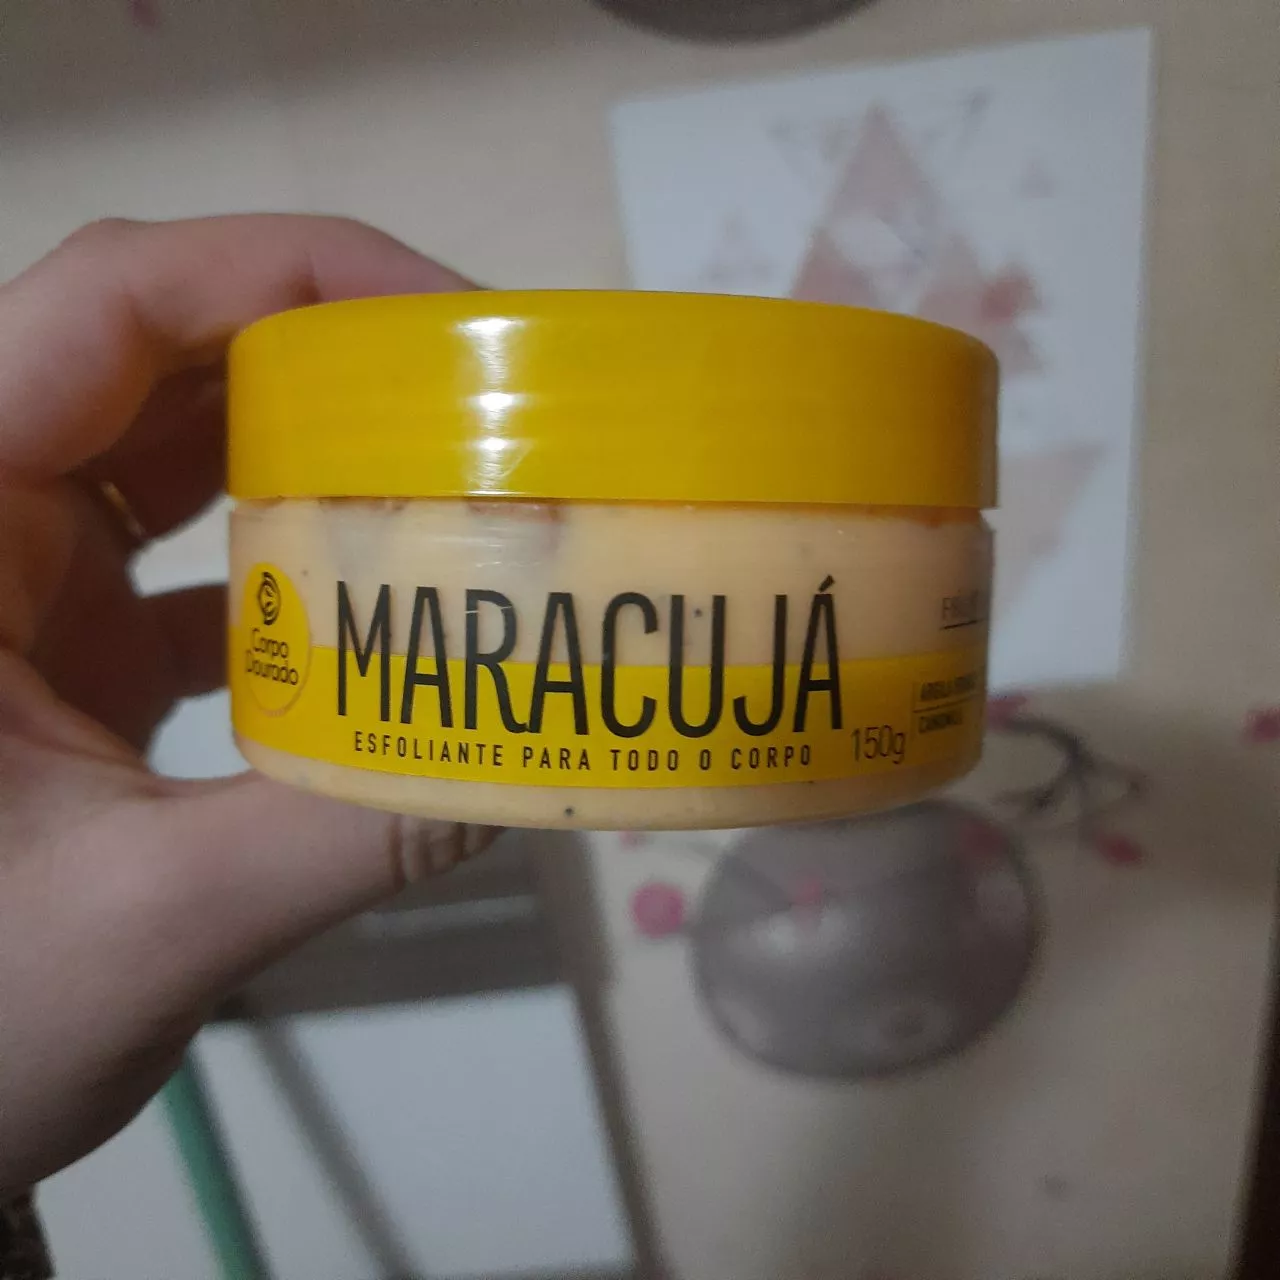 Corpo
Dourado
MARACUJÁ
ESFOLIANTE PARA TODO O CORPO
150g